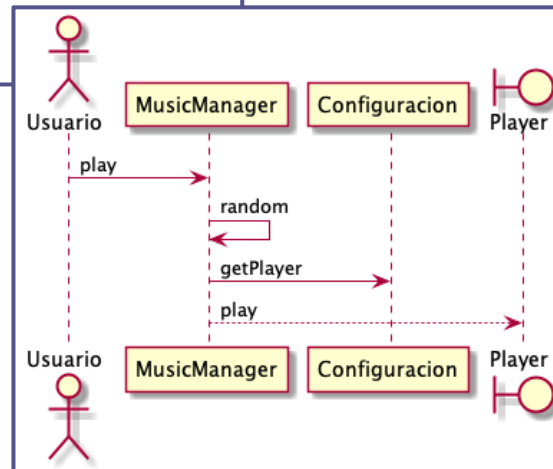 Usuario
MusicManager
Configuracion
Player
play
random
getPlayer
play
Usuario
MusicManager
Configuracion
Player